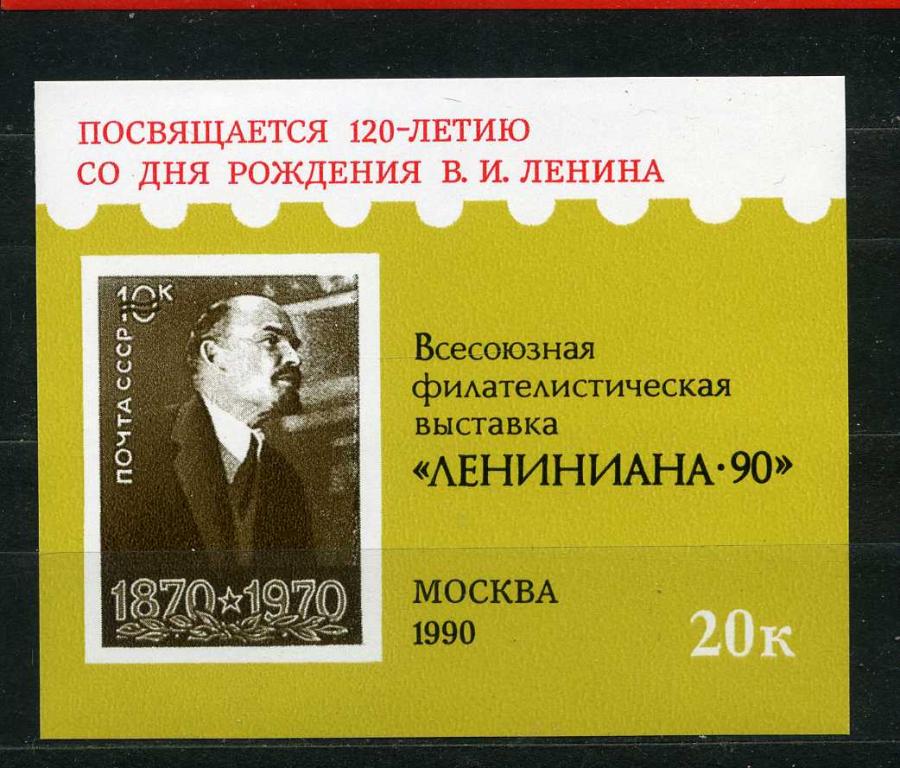 ПОСВЯЩАЕТСЯ 120-ЛЕТИЮ
СО ДНЯ РОЖДЕНИЯ В. И. ЛЕНИНА
10к
ПОЧТА СССР
1870☆1970
Всесоюзная
филателистическая
выставка
«ЛЕНИНИАНА·90»
МОСКВА
1990
20к